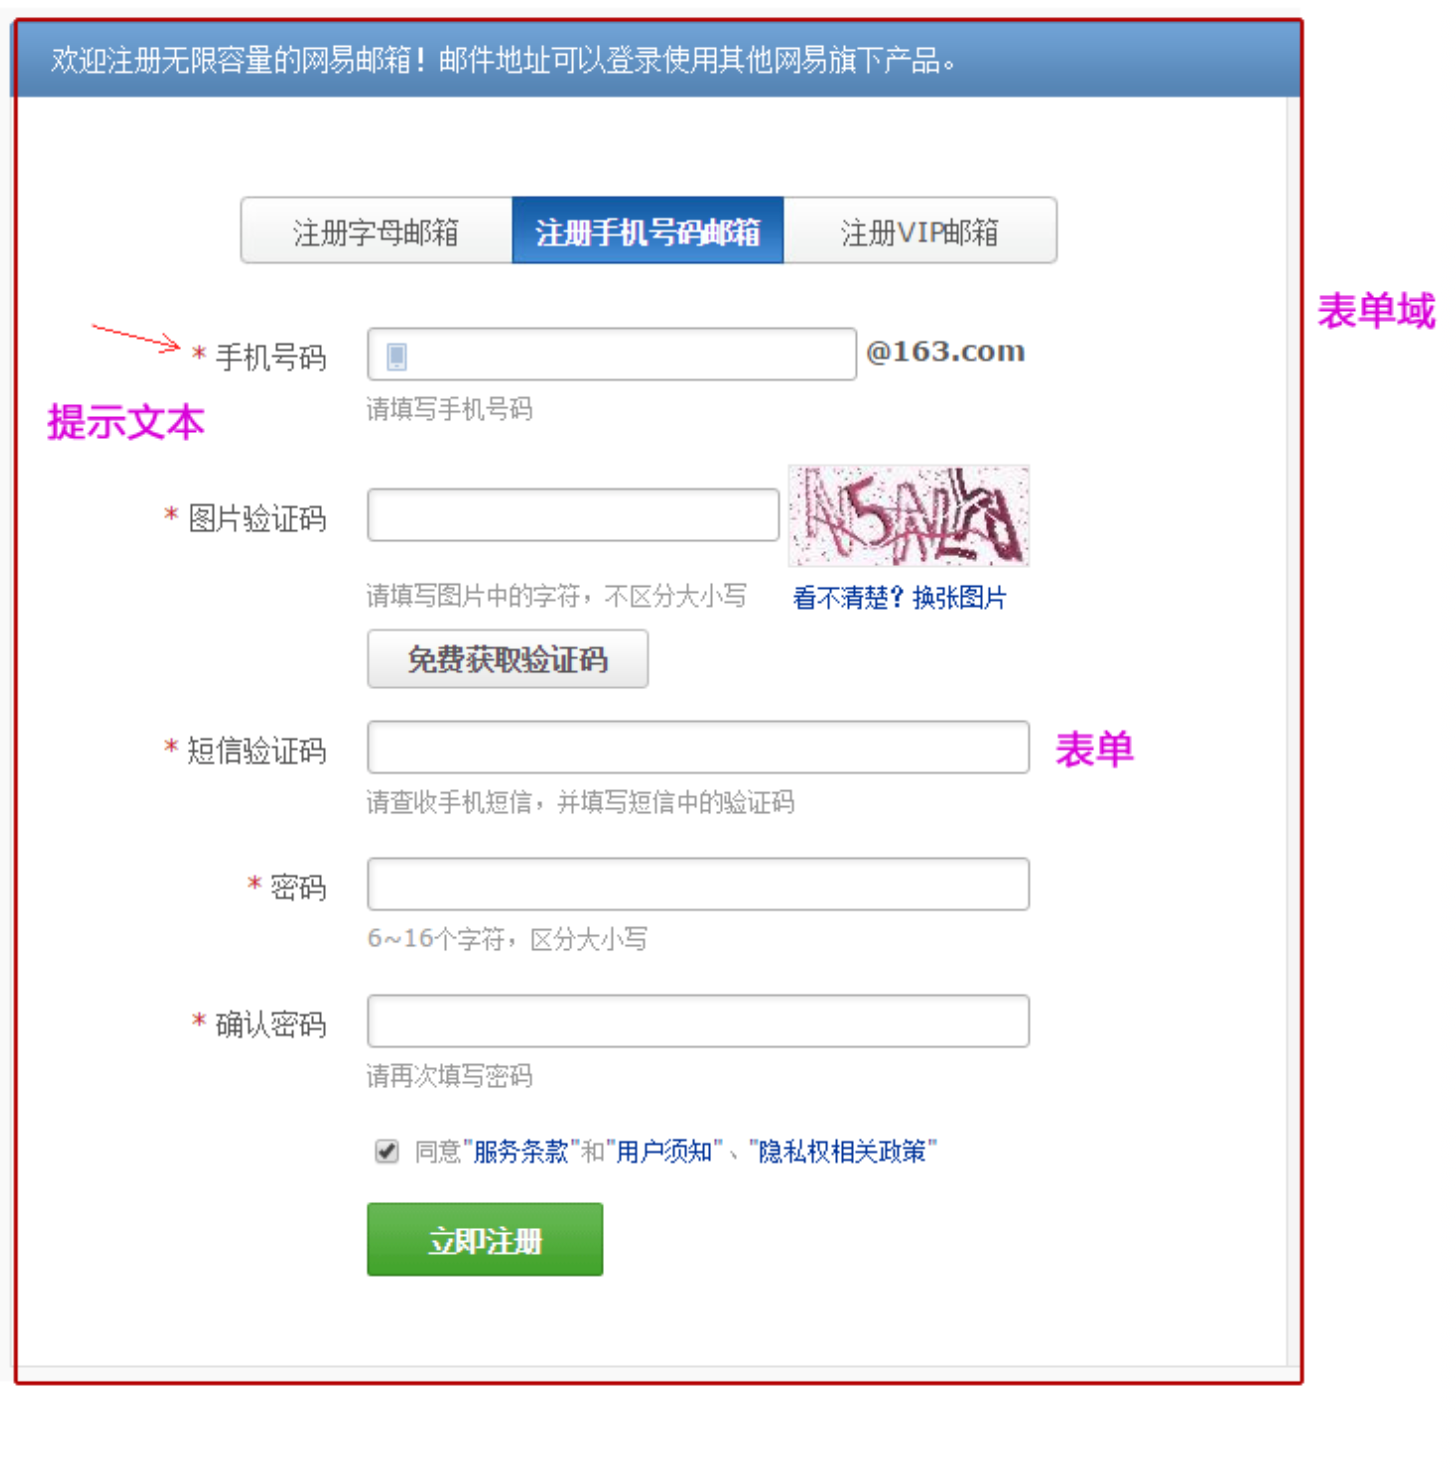 欢迎注册无限容量的网易邮箱！邮件地址可以登录使用其他网易旗下产品。
注册字母邮箱 注册手机号码邮箱 注册VIP邮箱
表单域
* 手机号码 @163.com
请填写手机号码
提示文本
* 图片验证码
请填写图片中的字符，不区分大小写 看不清楚？换张图片
免费获取验证码
* 短信验证码 表单
请查收手机短信，并填写短信中的验证码
* 密码
6~16个字符，区分大小写
* 确认密码
请再次填写密码
同意"服务条款"和"用户须知"、"隐私权相关政策"
立即注册